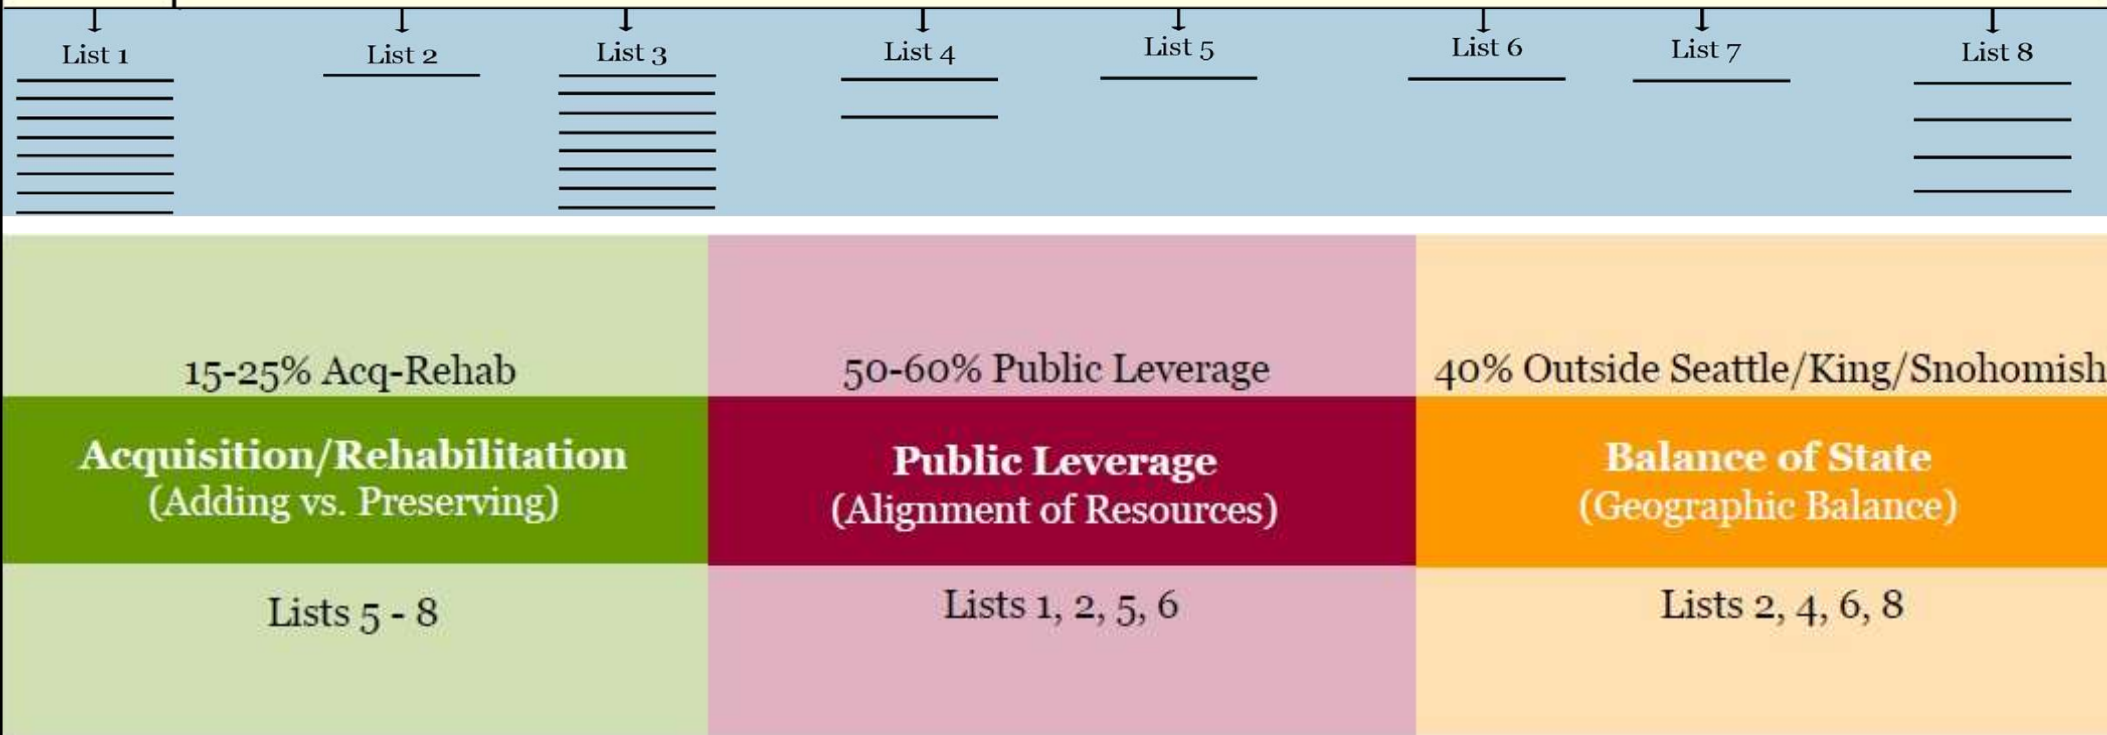 List 1
List 2
List 3
List 4
List 5
List 6
List 7
List 8
15-25% Acq-Rehab
Acquisition/Rehabilitation
(Adding vs. Preserving)
Lists 5 - 8
50-60% Public Leverage
Public Leverage
(Alignment of Resources)
Lists 1, 2, 5, 6
40% Outside Seattle/King/Snohomish
Balance of State
(Geographic Balance)
Lists 2, 4, 6, 8